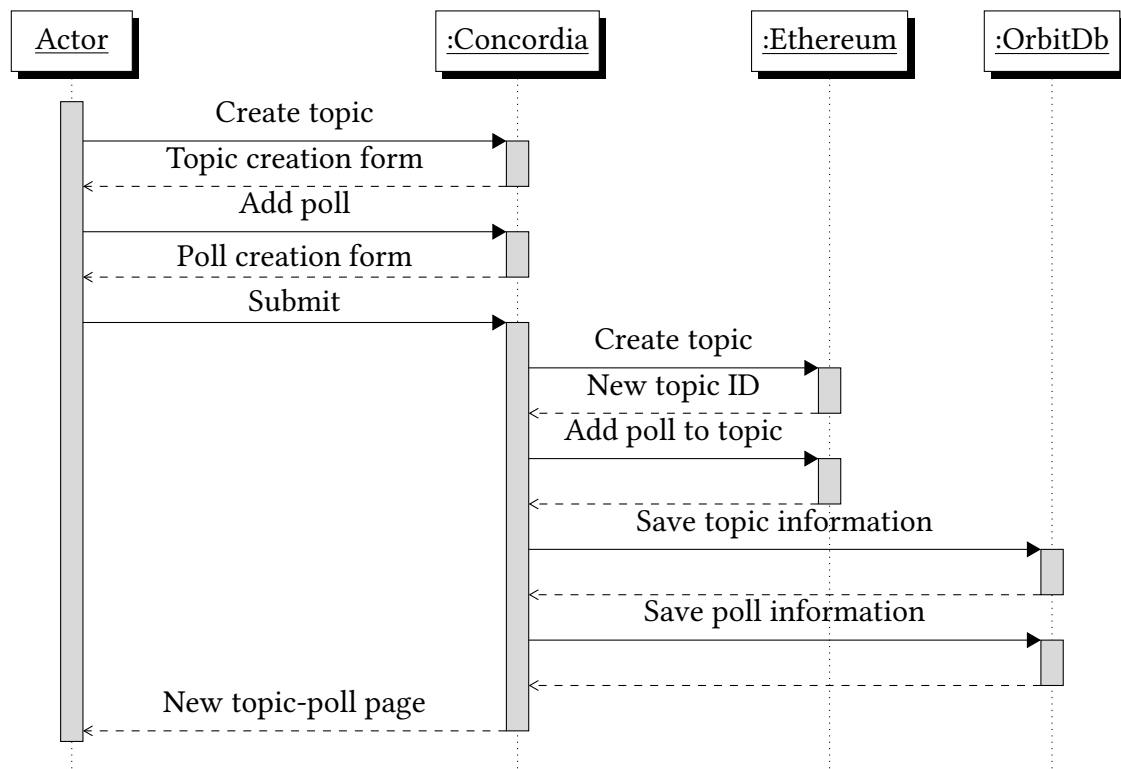 Actor
:Concordia
:Ethereum
:OrbitDb
Create topic
Topic creation form
Add poll
Poll creation form
Submit
Create topic
New topic ID
Add poll to topic
Save topic information
Save poll information
New topic-poll page